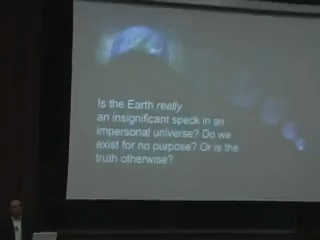 Is the Earth really
an insignificant speck in an
impersonal universe? Do we
exist for no purpose? Or is the
truth otherwise?